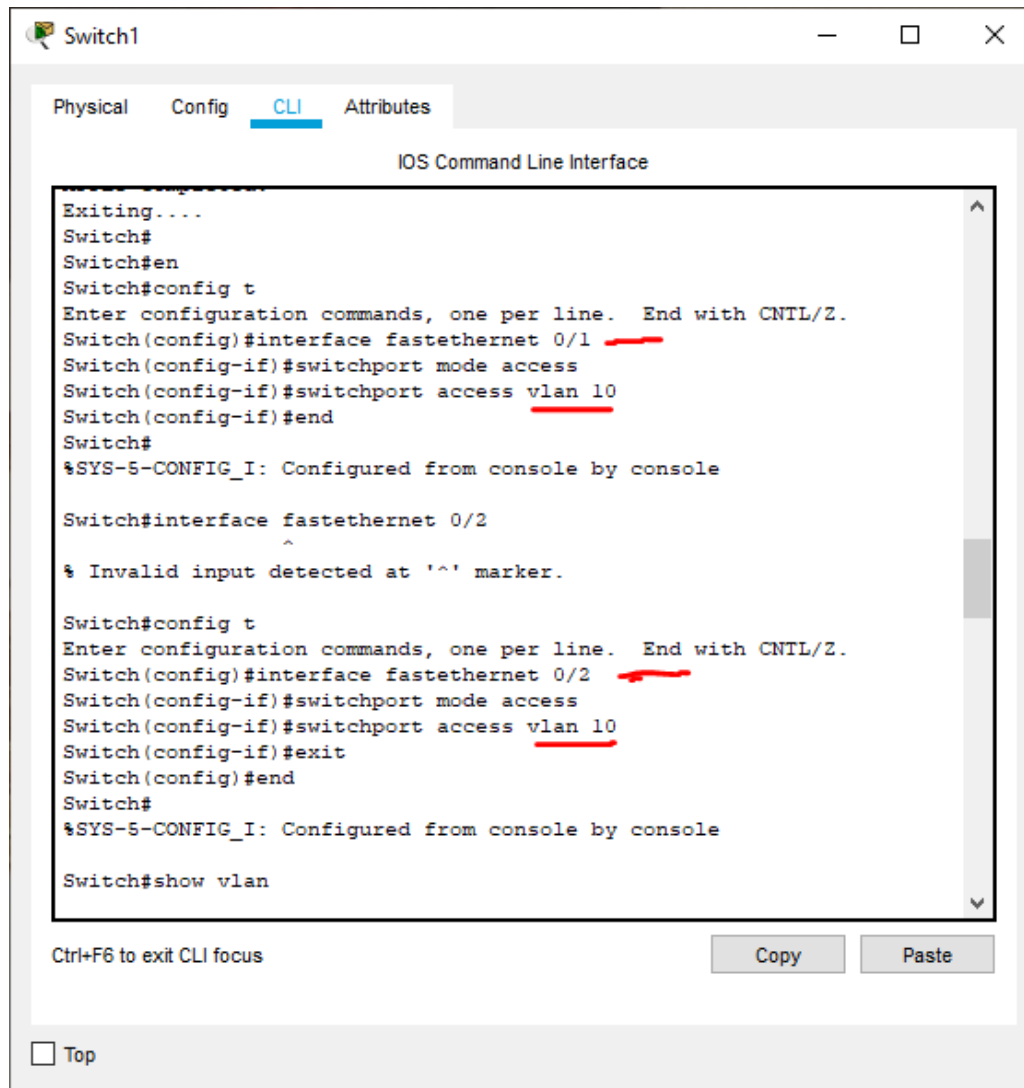 Switch1
Physical Config CLI Attributes
IOS Command Line Interface
Exiting....
Switch#
Switch#en
Switch#config t
Enter configuration commands, one per line.  End with CNTL/Z.
Switch(config)#interface fastethernet 0/1
Switch(config-if)#switchport mode access
Switch(config-if)#switchport access vlan 10
Switch(config-if)#end
Switch#
%SYS-5-CONFIG_I: Configured from console by console
Switch#interface fastethernet 0/2
^
% Invalid input detected at '^' marker.
Switch#config t
Enter configuration commands, one per line.  End with CNTL/Z.
Switch(config)#interface fastethernet 0/2
Switch(config-if)#switchport mode access
Switch(config-if)#switchport access vlan 10
Switch(config-if)#exit
Switch(config)#end
Switch#
%SYS-5-CONFIG_I: Configured from console by console
Switch#show vlan
Ctrl+F6 to exit CLI focus
Copy Paste
Top